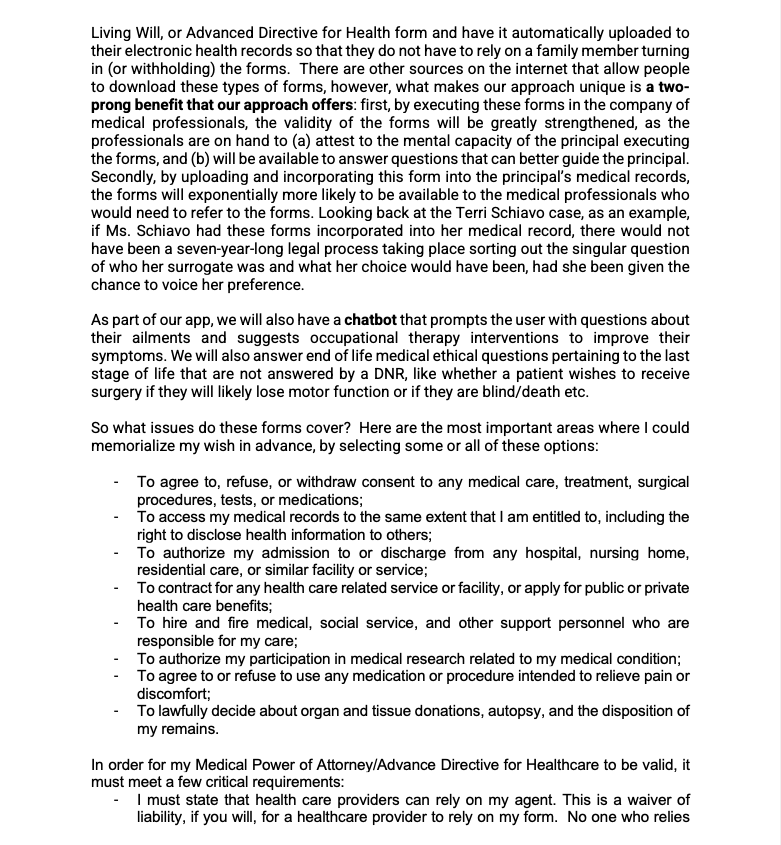 Living Will, or Advanced Directive for Health form and have it automatically uploaded to
their electronic health records so that they do not have to rely on a family member turning
in (or withholding) the forms.  There are other sources on the internet that allow people
to download these types of forms, however, what makes our approach unique is a two-
prong benefit that our approach offers: first, by executing these forms in the company of
medical professionals, the validity of the forms will be greatly strengthened, as the
professionals are on hand to (a) attest to the mental capacity of the principal executing
the forms, and (b) will be available to answer questions that can better guide the principal.
Secondly, by uploading and incorporating this form into the principal's medical records,
the forms will exponentially more likely to be available to the medical professionals who
would need to refer to the forms. Looking back at the Terri Schiavo case, as an example,
if Ms. Schiavo had these forms incorporated into her medical record, there would not
have been a seven-year-long legal process taking place sorting out the singular question
of who her surrogate was and what her choice would have been, had she been given the
chance to voice her preference.
As part of our app, we will also have a chatbot that prompts the user with questions about
their ailments and suggests occupational therapy interventions to improve their
symptoms. We will also answer end of life medical ethical questions pertaining to the last
stage of life that are not answered by a DNR, like whether a patient wishes to receive
surgery if they will likely lose motor function or if they are blind/death etc.
So what issues do these forms cover?  Here are the most important areas where I could
memorialize my wish in advance, by selecting some or all of these options:
- To agree to, refuse, or withdraw consent to any medical care, treatment, surgical
procedures, tests, or medications;
- To access my medical records to the same extent that I am entitled to, including the
right to disclose health information to others;
- To authorize my admission to or discharge from any hospital, nursing home,
residential care, or similar facility or service;
- To contract for any health care related service or facility, or apply for public or private
health care benefits;
- To hire and fire medical, social service, and other support personnel who are
responsible for my care;
- To authorize my participation in medical research related to my medical condition;
- To agree to or refuse to use any medication or procedure intended to relieve pain or
discomfort;
- To lawfully decide about organ and tissue donations, autopsy, and the disposition of
my remains.
In order for my Medical Power of Attorney/Advance Directive for Healthcare to be valid, it
must meet a few critical requirements:
- I must state that health care providers can rely on my agent. This is a waiver of
liability, if you will, for a healthcare provider to rely on my form.  No one who relies